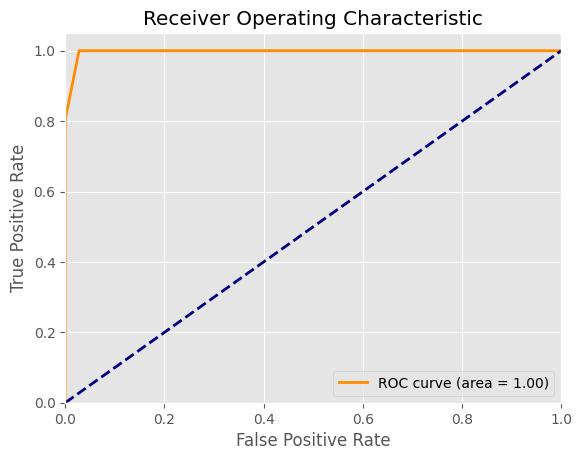 Receiver Operating Characteristic
1.0
0.8
0.6
0.4
0.2
0.0
True Positive Rate
ROC curve (area = 1.00)
0.0 0.2 0.4 0.6 0.8 1.0
False Positive Rate